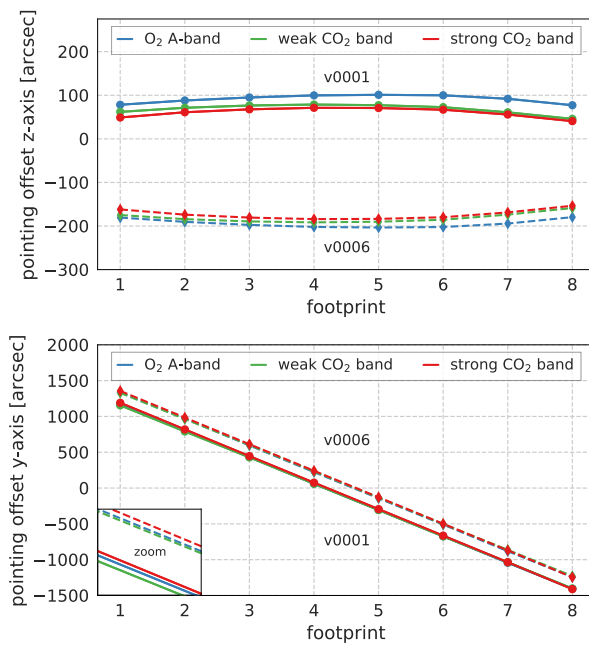 pointing offset z-axis [arcsec]
O₂ A-band weak CO₂ band strong CO₂ band
200
100
0
−100
−200
−300
v0001
v0006
1 2 3 4 5 6 7 8
footprint
pointing offset y-axis [arcsec]
O₂ A-band weak CO₂ band strong CO₂ band
2000
1500
1000
500
0
−500
−1000
−1500
v0006
v0001
zoom
1 2 3 4 5 6 7 8
footprint